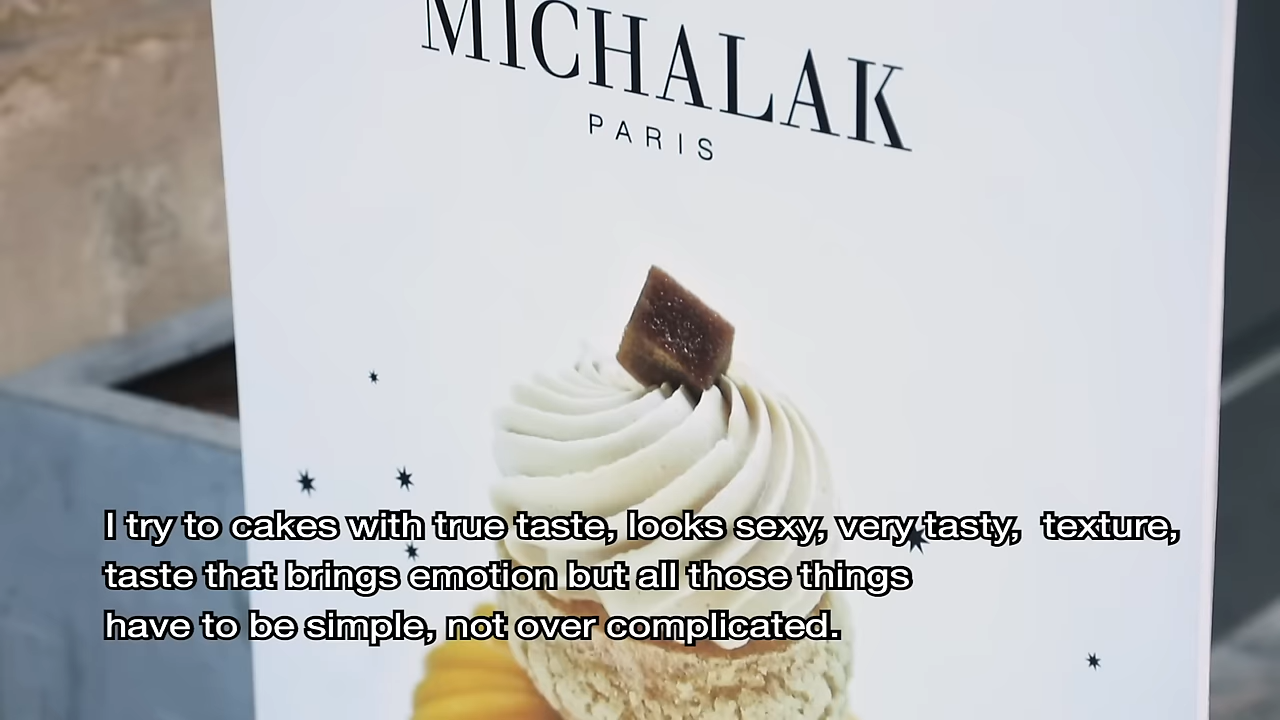 MICHALAK
PARIS
I try to cakes with true taste, looks sexy, very tasty,  texture,
taste that brings emotion but all those things
have to be simple, not over complicated.